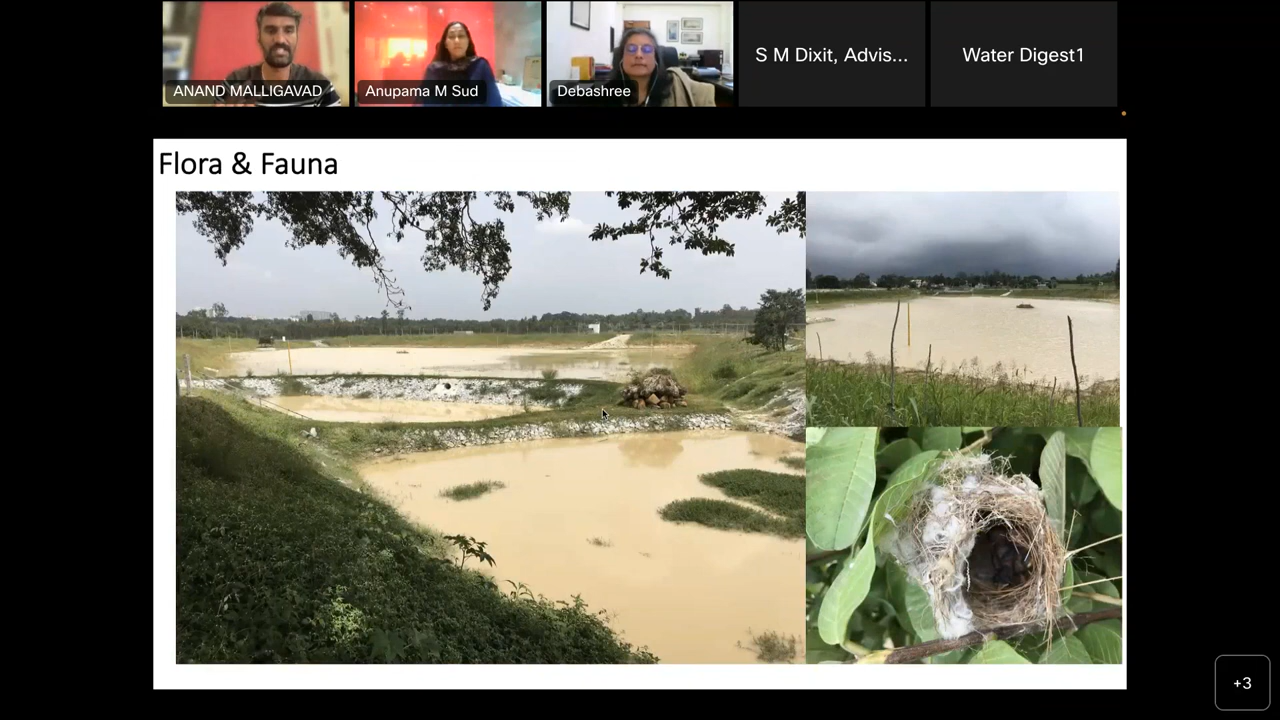 ANAND MALLIGAVAD
Anupama M Sud
Debashree
S M Dixit, Advis...
Water Digest1
Flora & Fauna
+3